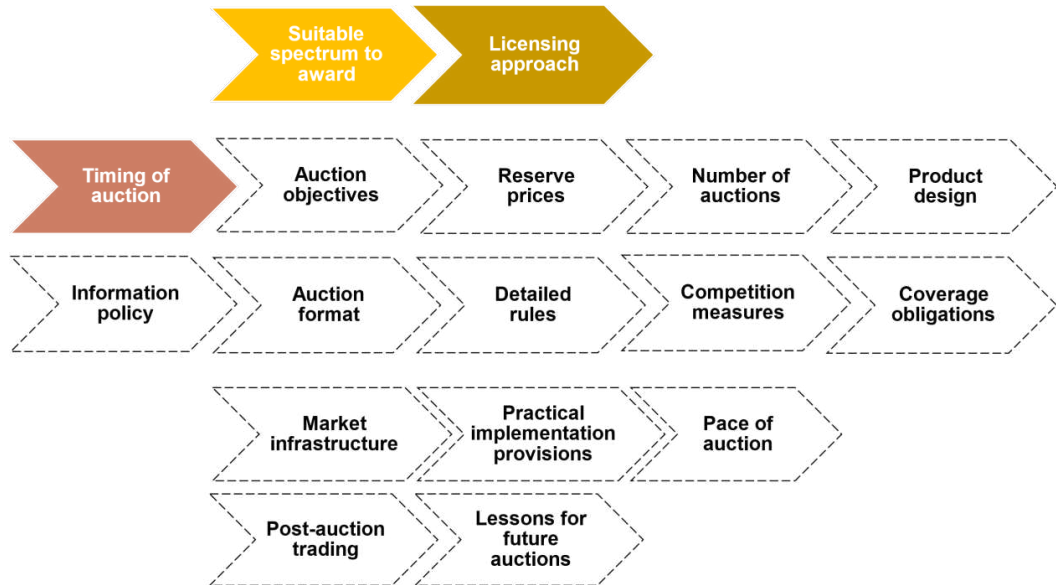 Suitable
spectrum to
award
Licensing
approach
Timing of
auction
Auction
objectives
Reserve
prices
Number of
auctions
Product
design
Information
policy
Auction
format
Detailed
rules
Competition
measures
Coverage
obligations
Market
infrastructure
Practical
implementation
provisions
Pace of
auction
Post-auction
trading
Lessons for
future
auctions